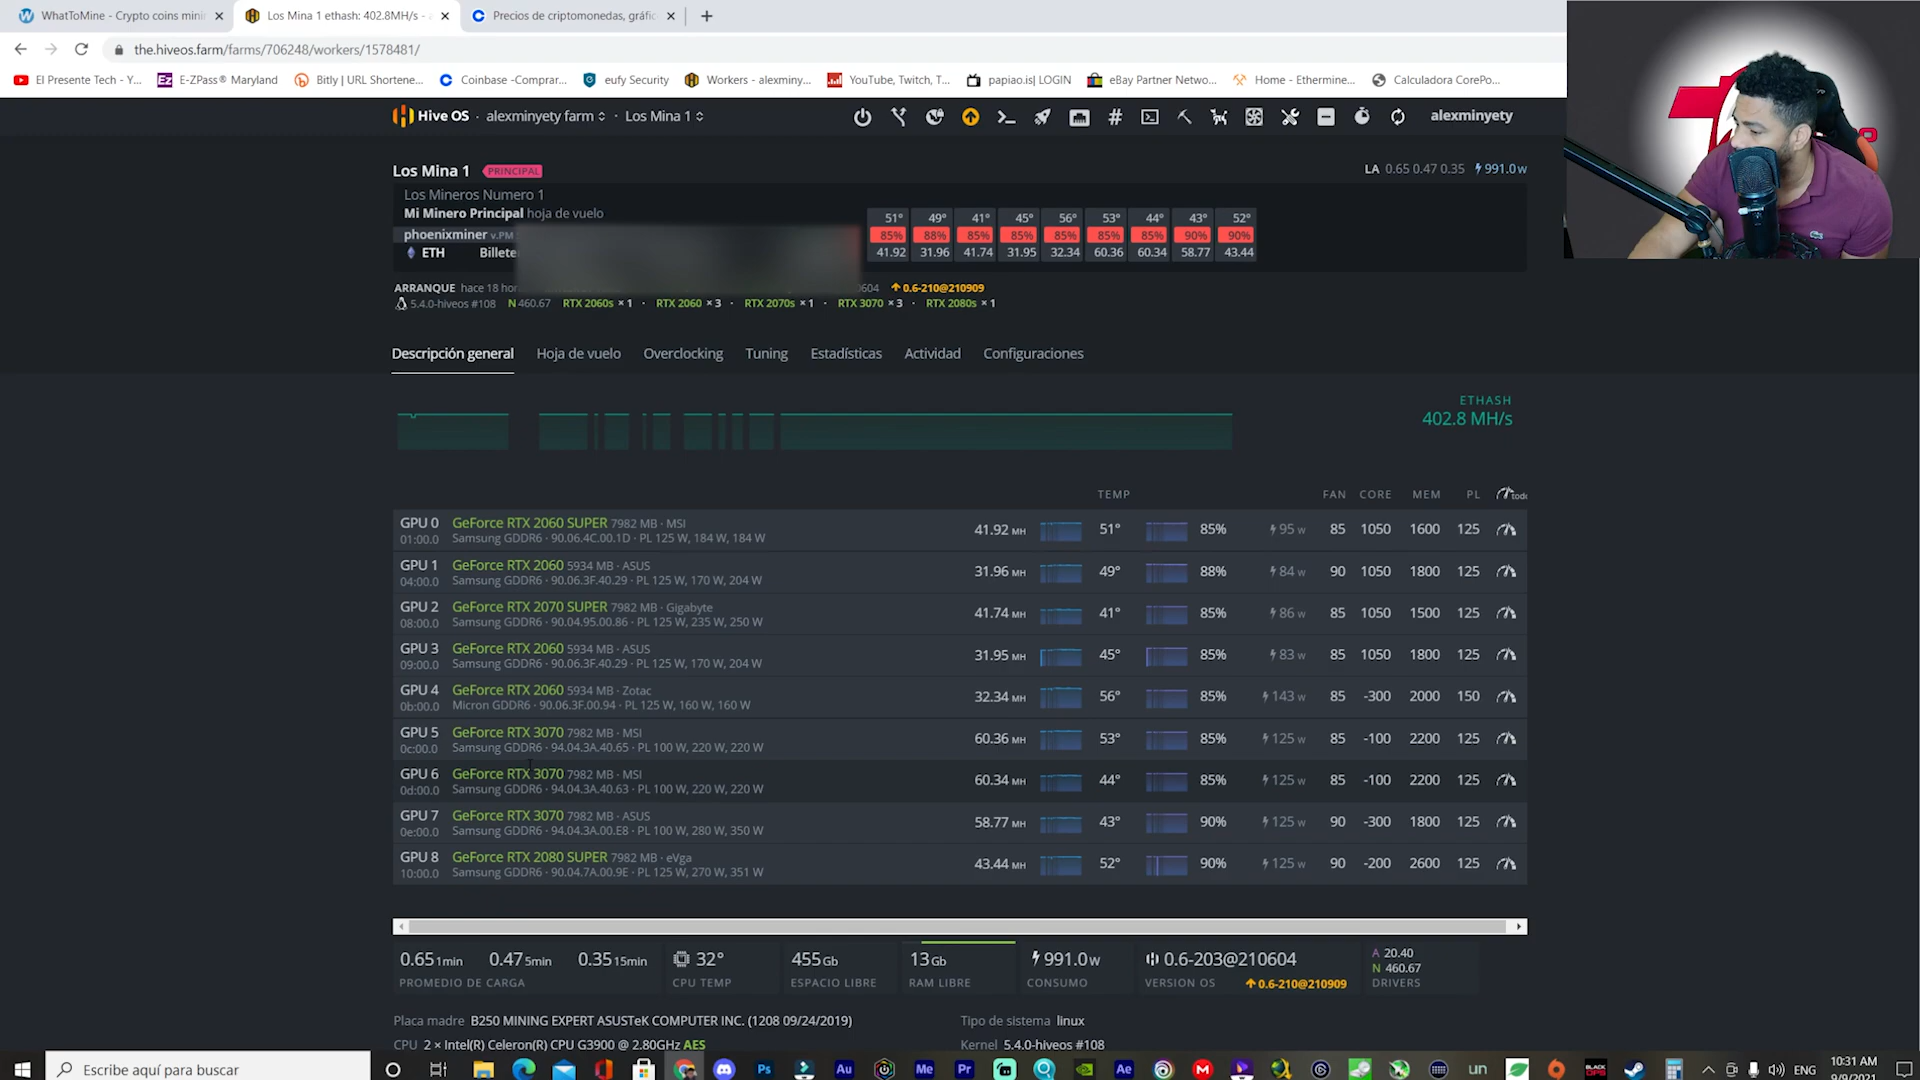 WhatToMine - Crypto coins mini
Los Mina 1 ethash: 402.8MH/s -
Precios de criptomonedas, gráfic
the.hiveos.farm/farms/706248/workers/1578481/
El Presente Tech - Y...
E-ZPass® Maryland
Bitly | URL Shortene...
Coinbase -Comprar...
eufy Security
Workers - alexminy...
YouTube, Twitch, T...
papiao.is| LOGIN
eBay Partner Netwo...
Home - Ethermine...
Calculadora CorePo...
Hive OS · alexminyety farm · Los Mina 1
alexminyety
Los Mina 1 PRINCIPAL
LA 0.65 0.47 0.35 991.0 w
Los Mineros Numero 1
Mi Minero Principal hoja de vuelo
51° 49° 41° 45° 56° 53° 44° 43° 52°
phoenixminer v.PM
85% 88% 85% 85% 85% 85% 85% 90% 90%
ETH Billete
41.92 31.96 41.74 31.95 32.34 60.36 60.34 58.77 43.44
ARRANQUE hace 18 hor 0604 0.6-210@210909
5.4.0-hiveos #108 N 460.67 RTX 2060s × 1 · RTX 2060 × 3 · RTX 2070s × 1 · RTX 3070 × 3 · RTX 2080s × 1
Descripción general Hoja de vuelo Overclocking Tuning Estadísticas Actividad Configuraciones
ETHASH
402.8 MH/s
TEMP FAN CORE MEM PL todo
GPU 0 GeForce RTX 2060 SUPER 7982 MB · MSI 41.92 MH 51° 85% 95 w 85 1050 1600 125
01:00.0 Samsung GDDR6 · 90.06.4C.00.1D · PL 125 W, 184 W, 184 W
GPU 1 GeForce RTX 2060 5934 MB · ASUS 31.96 MH 49° 88% 84 w 90 1050 1800 125
04:00.0 Samsung GDDR6 · 90.06.3F.40.29 · PL 125 W, 170 W, 204 W
GPU 2 GeForce RTX 2070 SUPER 7982 MB · Gigabyte 41.74 MH 41° 85% 86 w 85 1050 1500 125
08:00.0 Samsung GDDR6 · 90.04.95.00.86 · PL 125 W, 235 W, 250 W
GPU 3 GeForce RTX 2060 5934 MB · ASUS 31.95 MH 45° 85% 83 w 85 1050 1800 125
09:00.0 Samsung GDDR6 · 90.06.3F.40.29 · PL 125 W, 170 W, 204 W
GPU 4 GeForce RTX 2060 5934 MB · Zotac 32.34 MH 56° 85% 143 w 85 -300 2000 150
0b:00.0 Micron GDDR6 · 90.06.3F.00.94 · PL 125 W, 160 W, 160 W
GPU 5 GeForce RTX 3070 7982 MB · MSI 60.36 MH 53° 85% 125 w 85 -100 2200 125
0c:00.0 Samsung GDDR6 · 94.04.3A.40.65 · PL 100 W, 220 W, 220 W
GPU 6 GeForce RTX 3070 7982 MB · MSI 60.34 MH 44° 85% 125 w 85 -100 2200 125
0d:00.0 Samsung GDDR6 · 94.04.3A.40.63 · PL 100 W, 220 W, 220 W
GPU 7 GeForce RTX 3070 7982 MB · ASUS 58.77 MH 43° 90% 125 w 90 -300 1800 125
0e:00.0 Samsung GDDR6 · 94.04.3A.00.E8 · PL 100 W, 280 W, 350 W
GPU 8 GeForce RTX 2080 SUPER 7982 MB · eVga 43.44 MH 52° 90% 125 w 90 -200 2600 125
10:00.0 Samsung GDDR6 · 90.04.7A.00.9E · PL 125 W, 270 W, 351 W
0.65 1min 0.47 5min 0.35 15min 32° 455 Gb 13 Gb 991.0 w 0.6-203@210604 A 20.40
N 460.67
PROMEDIO DE CARGA CPU TEMP ESPACIO LIBRE RAM LIBRE CONSUMO VERSION OS 0.6-210@210909 DRIVERS
Placa madre B250 MINING EXPERT ASUSTeK COMPUTER INC. (1208 09/24/2019) Tipo de sistema linux
CPU 2 × Intel(R) Celeron(R) CPU G3900 @ 2.80GHz AES Kernel 5.4.0-hiveos #108
Escribe aquí para buscar
ENG
10:31 AM
9/9/2021